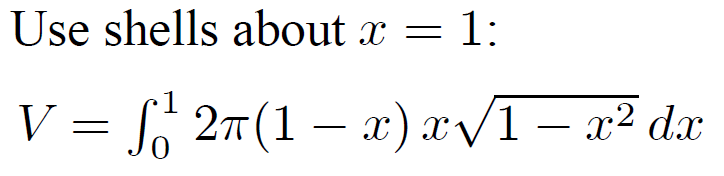 Use shells about x = 1:
V = ∫₀¹ 2π(1 − x) x√(1 − x²) dx